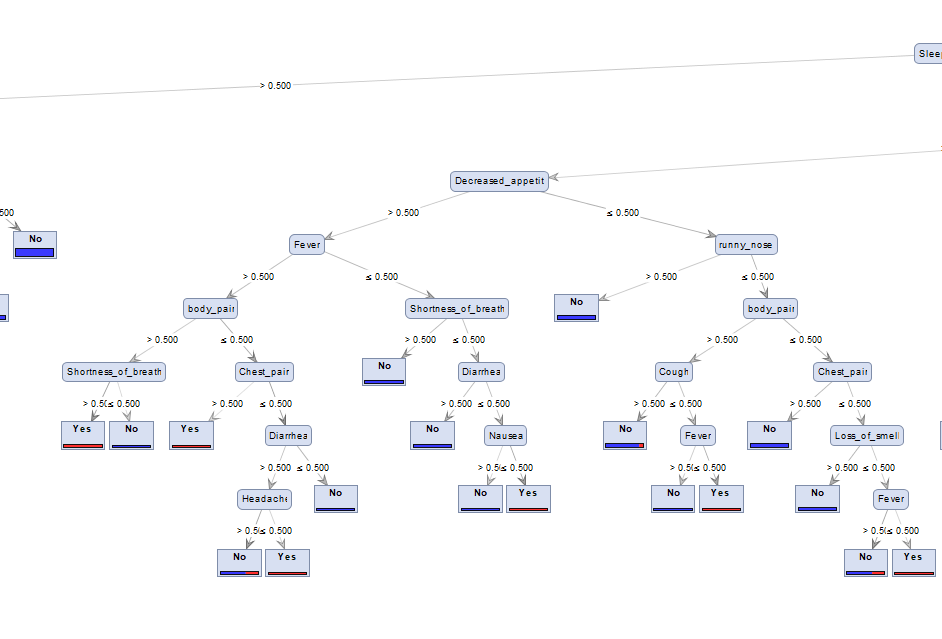 Sleep
> 0.500
Decreased_appetit
500
> 0.500
≤ 0.500
No
Fever
runny_nose
> 0.500
≤ 0.500
> 0.500
≤ 0.500
body_pair
Shortness_of_breath
No
body_pair
> 0.500
≤ 0.500
> 0.500
≤ 0.500
> 0.500
≤ 0.500
Shortness_of_breath
Chest_pair
No
Diarrhea
Cough
Chest_pair
> 0.5(
≤ 0.500
> 0.500
≤ 0.500
> 0.500
≤ 0.500
> 0.500
≤ 0.500
> 0.500
≤ 0.500
Yes
No
Yes
Diarrhea
No
Nausea
No
Fever
No
Loss_of_smell
> 0.500
≤ 0.500
> 0.5(
≤ 0.500
> 0.5(
≤ 0.500
> 0.500
≤ 0.500
Headache
No
No
Yes
No
Yes
No
Fever
> 0.5(
≤ 0.500
> 0.5(
≤ 0.500
No
Yes
No
Yes